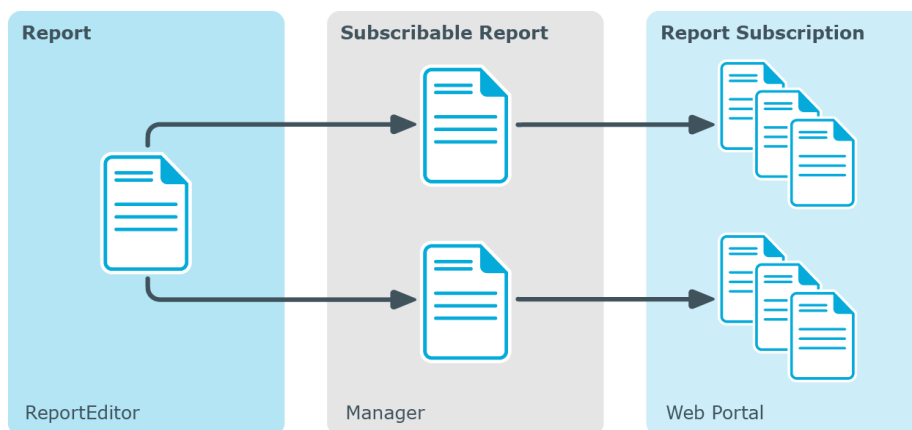 Report
Subscribable Report
Report Subscription
ReportEditor
Manager
Web Portal